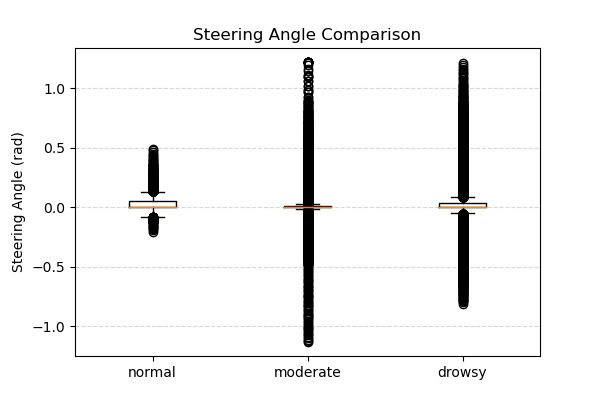 Steering Angle Comparison
Steering Angle (rad)
1.0
0.5
0.0
−0.5
−1.0
normal moderate drowsy